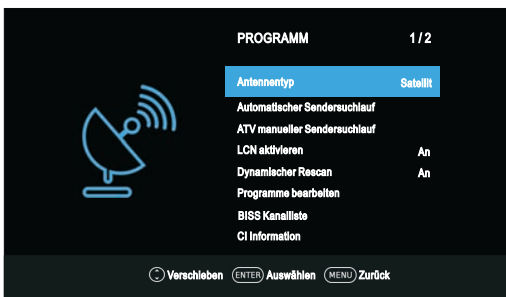 PROGRAMM 1 / 2
Antennentyp Satellit
Automatischer Sendersuchlauf
ATV manueller Sendersuchlauf
LCN aktivieren An
Dynamischer Rescan An
Programme bearbeiten
BISS Kanalliste
CI Information
Verschieben ENTER Auswählen MENU Zurück